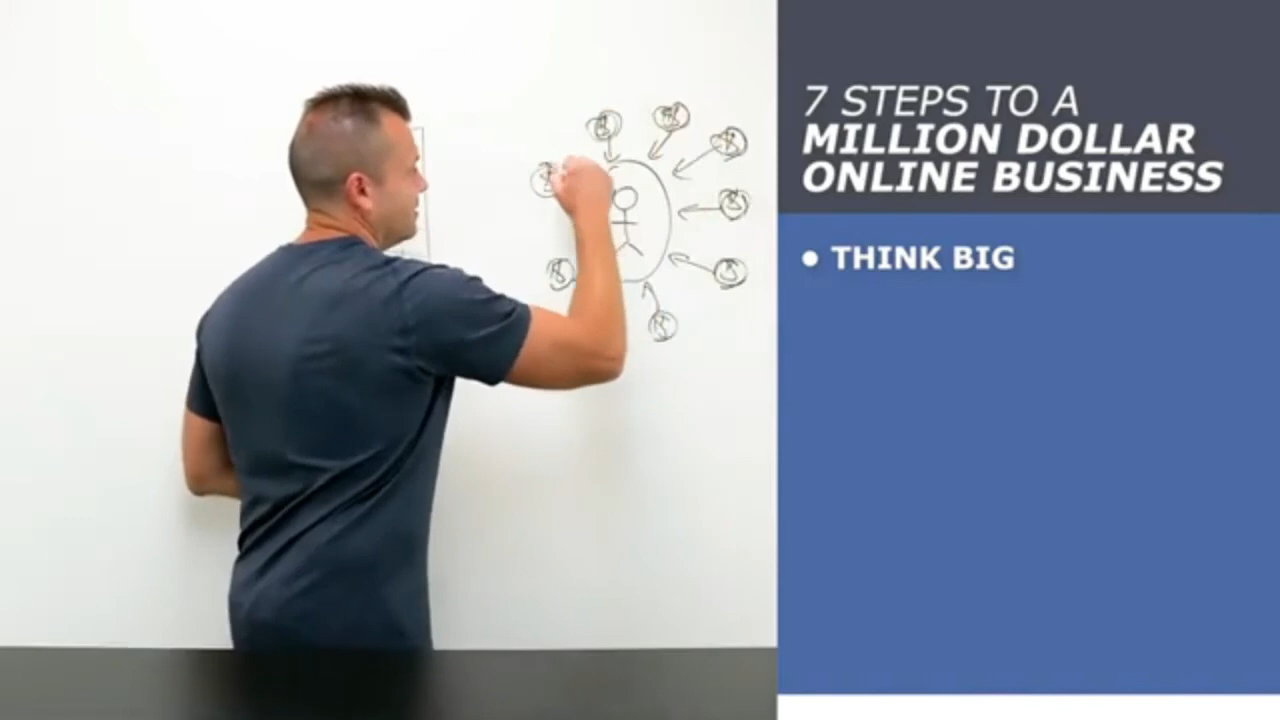 7 STEPS TO A
MILLION DOLLAR
ONLINE BUSINESS
● THINK BIG